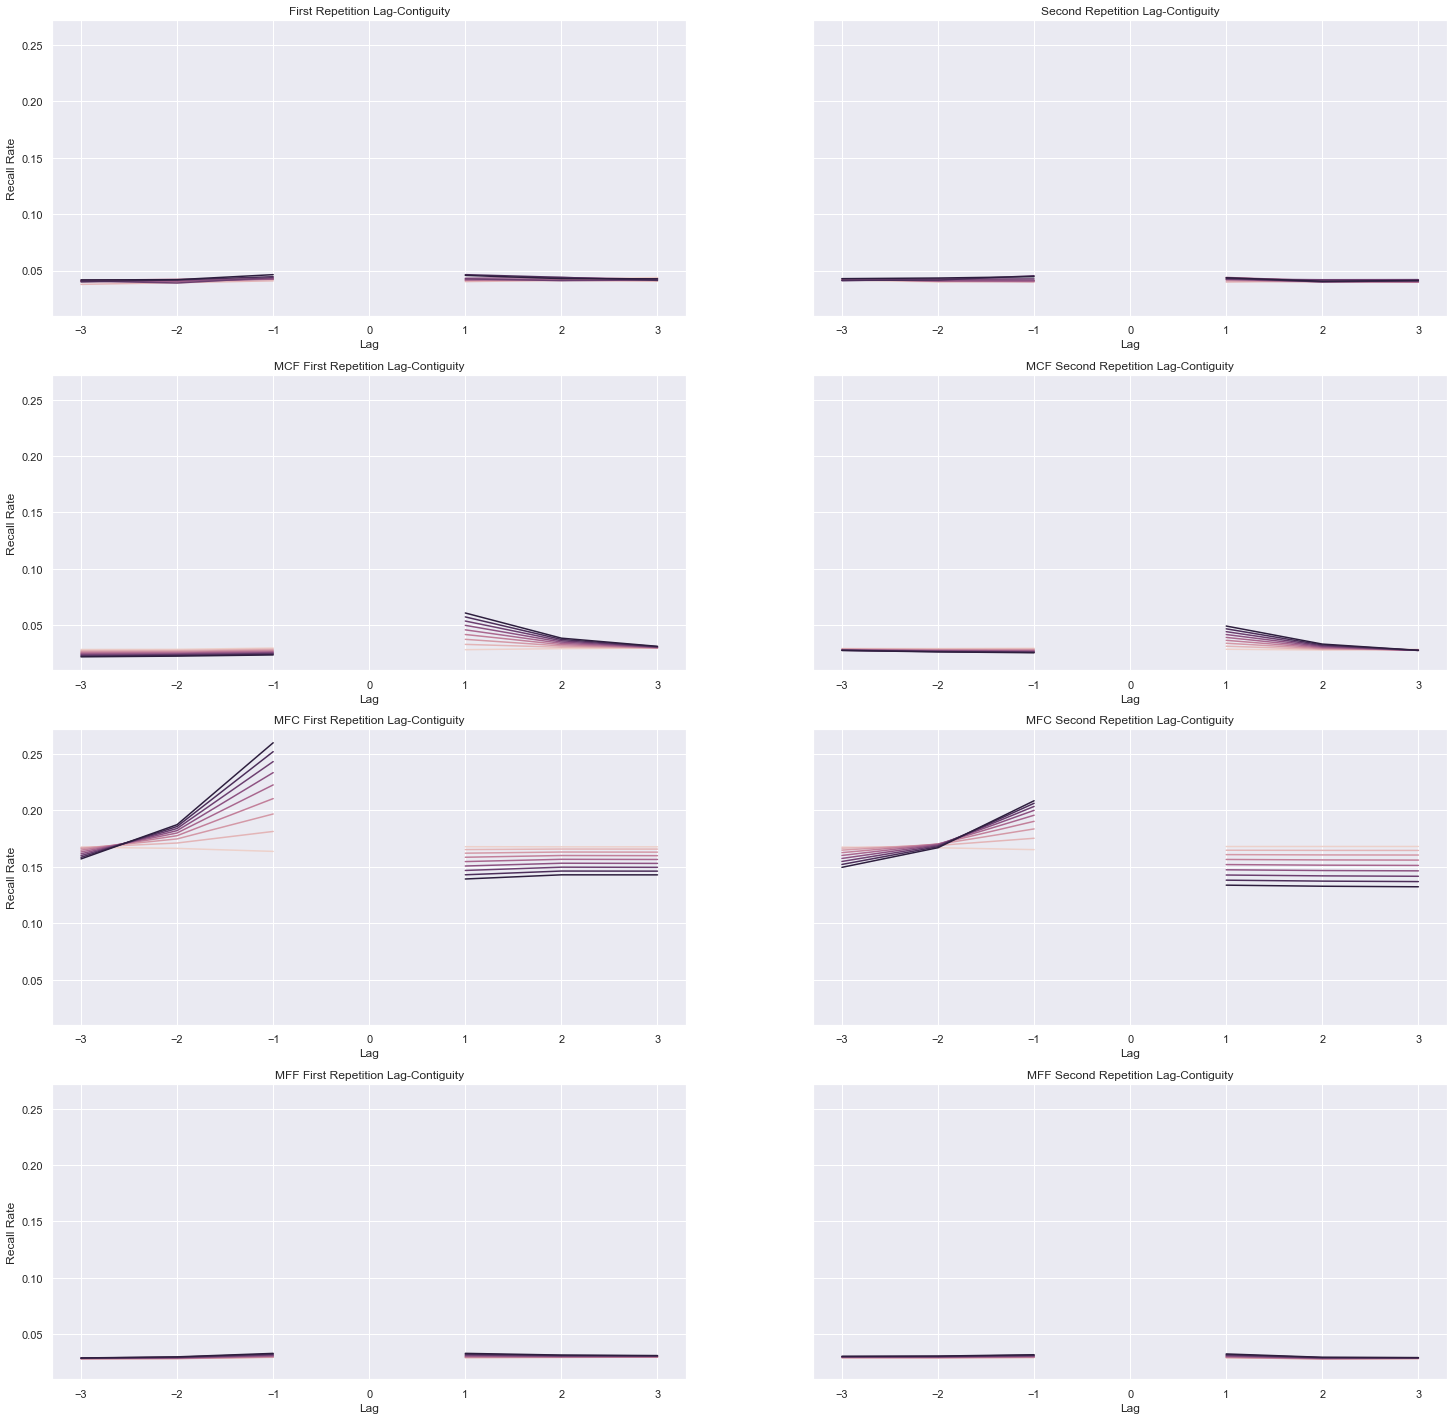 First Repetition Lag-Contiguity
Second Repetition Lag-Contiguity
Recall Rate
0.25
0.20
0.15
0.10
0.05
−3 −2 −1 0 1 2 3
Lag
−3 −2 −1 0 1 2 3
Lag
MCF First Repetition Lag-Contiguity
MCF Second Repetition Lag-Contiguity
Recall Rate
0.25
0.20
0.15
0.10
0.05
−3 −2 −1 0 1 2 3
Lag
−3 −2 −1 0 1 2 3
Lag
MFC First Repetition Lag-Contiguity
MFC Second Repetition Lag-Contiguity
Recall Rate
0.25
0.20
0.15
0.10
0.05
−3 −2 −1 0 1 2 3
Lag
−3 −2 −1 0 1 2 3
Lag
MFF First Repetition Lag-Contiguity
MFF Second Repetition Lag-Contiguity
Recall Rate
0.25
0.20
0.15
0.10
0.05
−3 −2 −1 0 1 2 3
Lag
−3 −2 −1 0 1 2 3
Lag